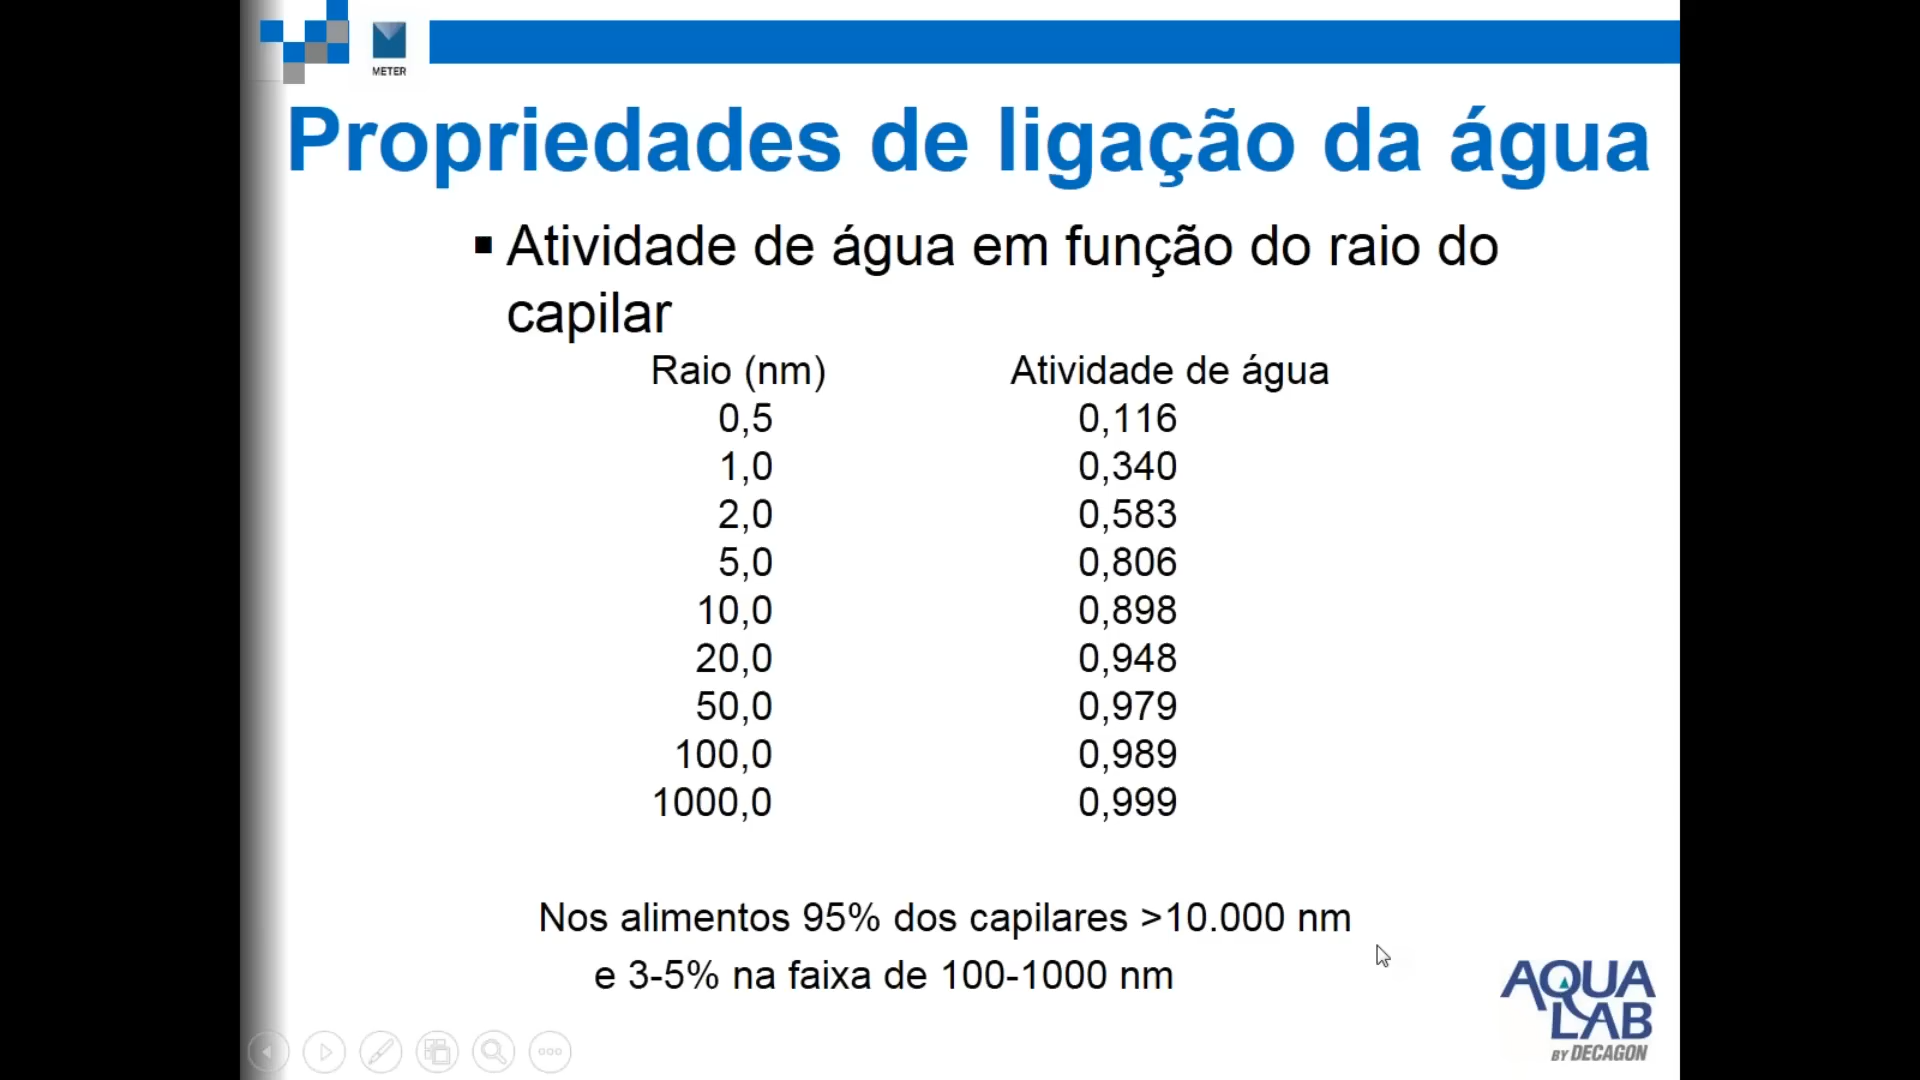 METER
Propriedades de ligação da água
▪ Atividade de água em função do raio do
capilar
Raio (nm) Atividade de água
0,5 0,116
1,0 0,340
2,0 0,583
5,0 0,806
10,0 0,898
20,0 0,948
50,0 0,979
100,0 0,989
1000,0 0,999
Nos alimentos 95% dos capilares >10.000 nm
e 3-5% na faixa de 100-1000 nm
AQUA
LAB
BY DECAGON